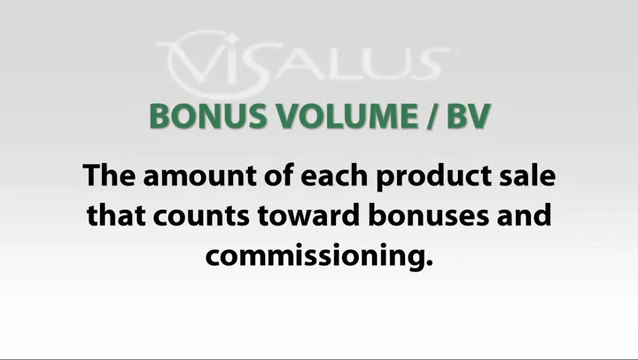 ViSALUS
BONUS VOLUME / BV
The amount of each product sale
that counts toward bonuses and
commissioning.